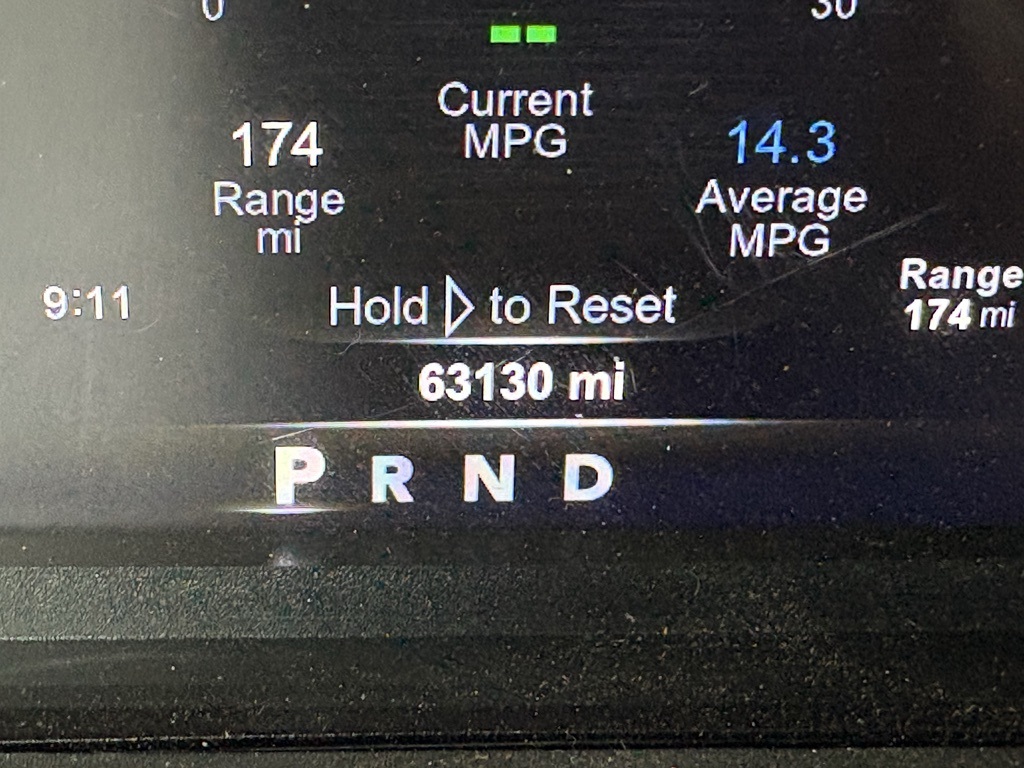 0 30
Current
MPG
174
Range
mi
14.3
Average
MPG
9:11
Hold to Reset
Range
174 mi
63130 mi
P R N D